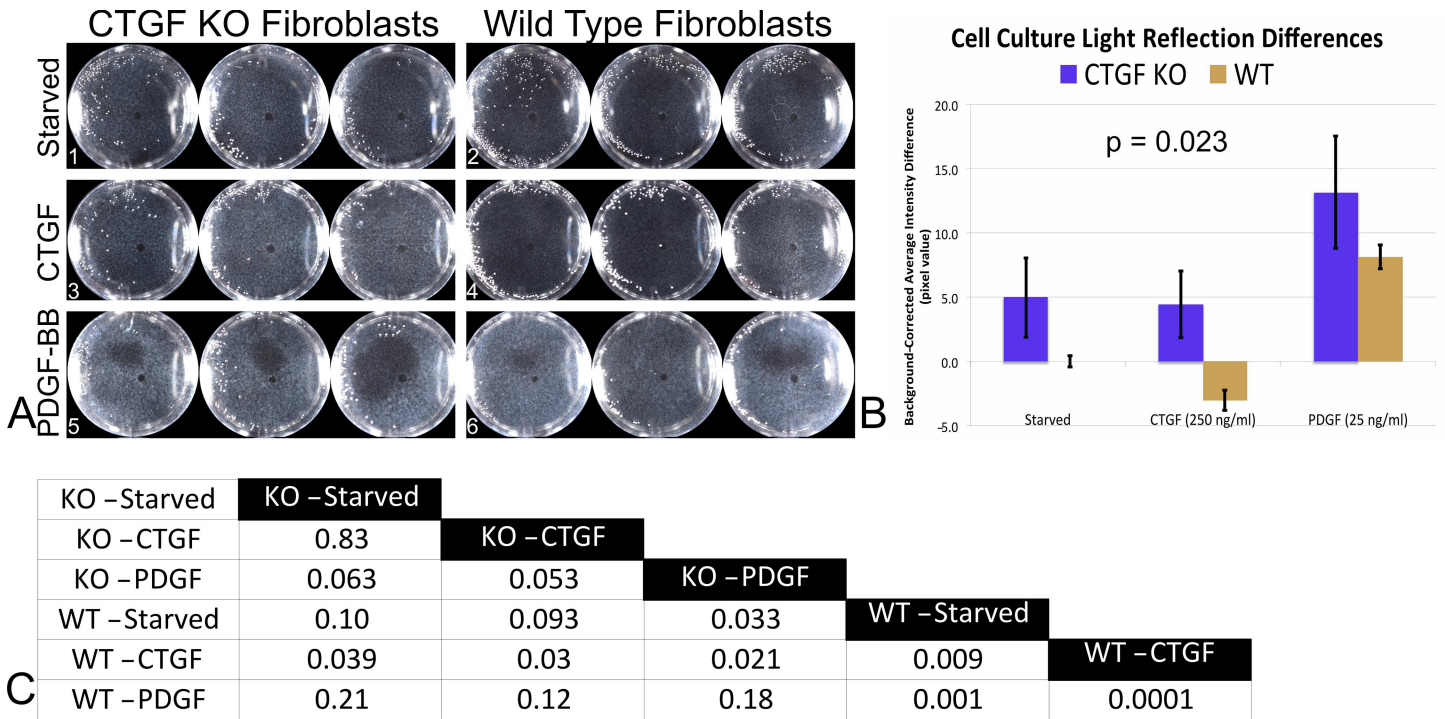 CTGF KO Fibroblasts
Wild Type Fibroblasts
Starved
CTGF
PDGF-BB
1
2
3
4
5
6
A
Cell Culture Light Reflection Differences
CTGF KO
WT
p = 0.023
Background-Corrected Average Intensity Difference
(pixel value)
20.0
15.0
10.0
5.0
0.0
-5.0
Starved
CTGF (250 ng/ml)
PDGF (25 ng/ml)
B
KO –Starved KO –Starved
KO –CTGF 0.83 KO –CTGF
KO –PDGF 0.063 0.053 KO –PDGF
WT –Starved 0.10 0.093 0.033 WT –Starved
WT –CTGF 0.039 0.03 0.021 0.009 WT –CTGF
WT –PDGF 0.21 0.12 0.18 0.001 0.0001
C